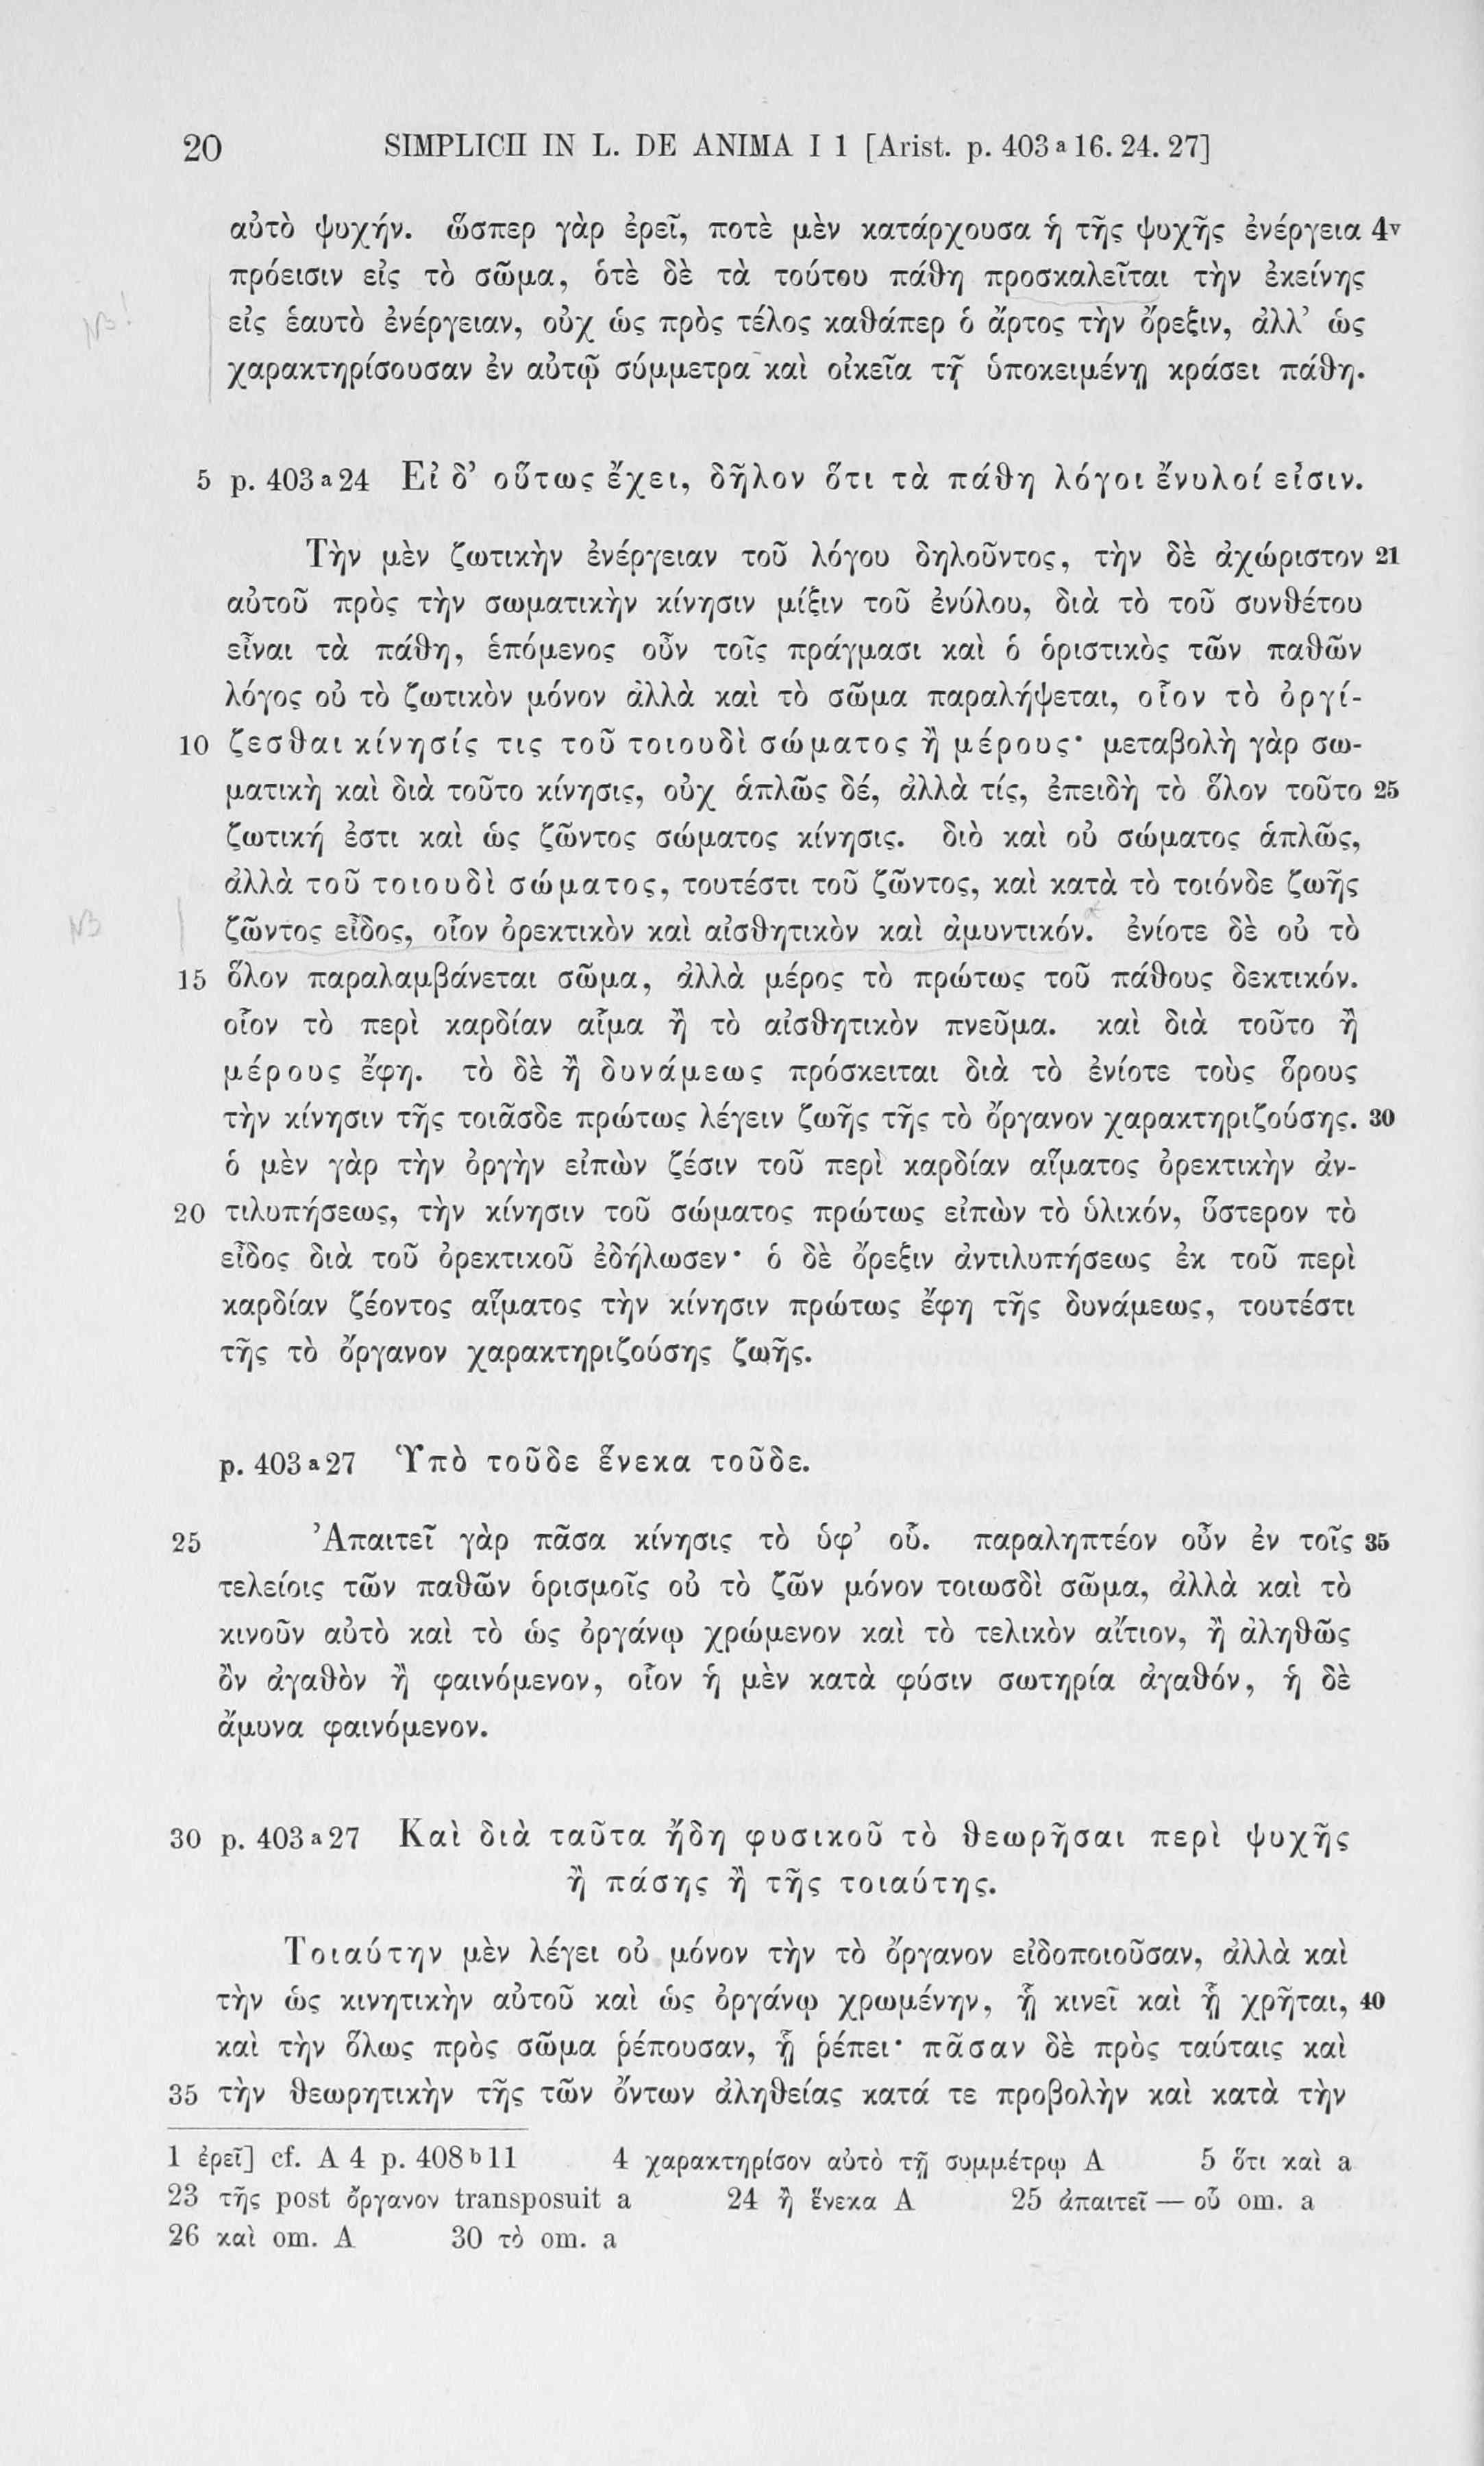 20 SIMPLICII IN L. DE ANIMA I 1 [Arist. p. 403 a 16. 24. 27]
αὐτὸ ψυχήν. ὥσπερ γὰρ ἐρεῖ, ποτὲ μὲν κατάρχουσα ἡ τῆς ψυχῆς ἐνέργεια 4v
πρόεισιν εἰς τὸ σῶμα, ὁτὲ δὲ τὰ τούτου πάθη προσκαλεῖται τὴν ἐκείνης
NB! εἰς ἑαυτὸ ἐνέργειαν, οὐχ ὡς πρὸς τέλος καθάπερ ὁ ἄρτος τὴν ὄρεξιν, ἀλλ’ ὡς
χαρακτηρίσουσαν ἐν αὐτῷ σύμμετρα καὶ οἰκεῖα τῇ ὑποκειμένῃ κράσει πάθη.
5 p. 403 a 24 Εἰ δ’ οὕτως ἔχει, δῆλον ὅτι τὰ πάθη λόγοι ἔνυλοί εἰσιν.
Τὴν μὲν ζωτικὴν ἐνέργειαν τοῦ λόγου δηλοῦντος, τὴν δὲ ἀχώριστον 21
αὐτοῦ πρὸς τὴν σωματικὴν κίνησιν μίξιν τοῦ ἐνύλου, διὰ τὸ τοῦ συνθέτου
εἶναι τὰ πάθη, ἑπόμενος οὖν τοῖς πράγμασι καὶ ὁ ὁριστικὸς τῶν παθῶν
λόγος οὐ τὸ ζωτικὸν μόνον ἀλλὰ καὶ τὸ σῶμα παραλήψεται, οἷον τὸ ὀργί-
10 ζεσθαι κίνησίς τις τοῦ τοιουδὶ σώματος ἢ μέρους· μεταβολὴ γὰρ σω-
ματικὴ καὶ διὰ τοῦτο κίνησις, οὐχ ἁπλῶς δέ, ἀλλὰ τίς, ἐπειδὴ τὸ ὅλον τοῦτο 25
ζωτική ἐστι καὶ ὡς ζῶντος σώματος κίνησις. διὸ καὶ οὐ σώματος ἁπλῶς,
ἀλλὰ τοῦ τοιουδὶ σώματος, τουτέστι τοῦ ζῶντος, καὶ κατὰ τὸ τοιόνδε ζωῆς
NB ζῶντος εἶδος, οἷον ὀρεκτικὸν καὶ αἰσθητικὸν καὶ ἀμυντικόν. ἐνίοτε δὲ οὐ τὸ
15 ὅλον παραλαμβάνεται σῶμα, ἀλλὰ μέρος τὸ πρώτως τοῦ πάθους δεκτικόν.
οἷον τὸ περὶ καρδίαν αἷμα ἢ τὸ αἰσθητικὸν πνεῦμα. καὶ διὰ τοῦτο ἢ
μέρους ἔφη. τὸ δὲ ἢ δυνάμεως πρόσκειται διὰ τὸ ἐνίοτε τοὺς ὅρους
τὴν κίνησιν τῆς τοιᾶσδε πρώτως λέγειν ζωῆς τῆς τὸ ὄργανον χαρακτηριζούσης. 30
ὁ μὲν γὰρ τὴν ὀργὴν εἰπὼν ζέσιν τοῦ περὶ καρδίαν αἵματος ὀρεκτικὴν ἀν-
20 τιλυπήσεως, τὴν κίνησιν τοῦ σώματος πρώτως εἰπὼν τὸ ὑλικόν, ὕστερον τὸ
εἶδος διὰ τοῦ ὀρεκτικοῦ ἐδήλωσεν· ὁ δὲ ὄρεξιν ἀντιλυπήσεως ἐκ τοῦ περὶ
καρδίαν ζέοντος αἵματος τὴν κίνησιν πρώτως ἔφη τῆς δυνάμεως, τουτέστι
τῆς τὸ ὄργανον χαρακτηριζούσης ζωῆς.
p. 403 a 27 Ὑπὸ τοῦδε ἕνεκα τοῦδε.
25 Ἀπαιτεῖ γὰρ πᾶσα κίνησις τὸ ὑφ’ οὗ. παραληπτέον οὖν ἐν τοῖς 35
τελείοις τῶν παθῶν ὁρισμοῖς οὐ τὸ ζῶν μόνον τοιωσδὶ σῶμα, ἀλλὰ καὶ τὸ
κινοῦν αὐτὸ καὶ τὸ ὡς ὀργάνῳ χρώμενον καὶ τὸ τελικὸν αἴτιον, ἢ ἀληθῶς
ὂν ἀγαθὸν ἢ φαινόμενον, οἷον ἡ μὲν κατὰ φύσιν σωτηρία ἀγαθόν, ἡ δὲ
ἄμυνα φαινόμενον.
30 p. 403 a 27 Καὶ διὰ ταῦτα ἤδη φυσικοῦ τὸ θεωρῆσαι περὶ ψυχῆς
ἢ πάσης ἢ τῆς τοιαύτης.
Τοιαύτην μὲν λέγει οὐ μόνον τὴν τὸ ὄργανον εἰδοποιοῦσαν, ἀλλὰ καὶ
τὴν ὡς κινητικὴν αὐτοῦ καὶ ὡς ὀργάνῳ χρωμένην, ᾗ κινεῖ καὶ ᾗ χρῆται, 40
καὶ τὴν ὅλως πρὸς σῶμα ῥέπουσαν, ᾗ ῥέπει· πᾶσαν δὲ πρὸς ταύταις καὶ
35 τὴν θεωρητικὴν τῆς τῶν ὄντων ἀληθείας κατά τε προβολὴν καὶ κατὰ τὴν
1 ἐρεῖ] cf. A 4 p. 408 b 11 4 χαρακτηρίσον αὐτὸ τῇ συμμέτρῳ A 5 ὅτι καὶ a
23 τῆς post ὄργανον transposuit a 24 ἢ ἕνεκα A 25 ἀπαιτεῖ — οὗ om. a
26 καὶ om. A 30 τὸ om. a